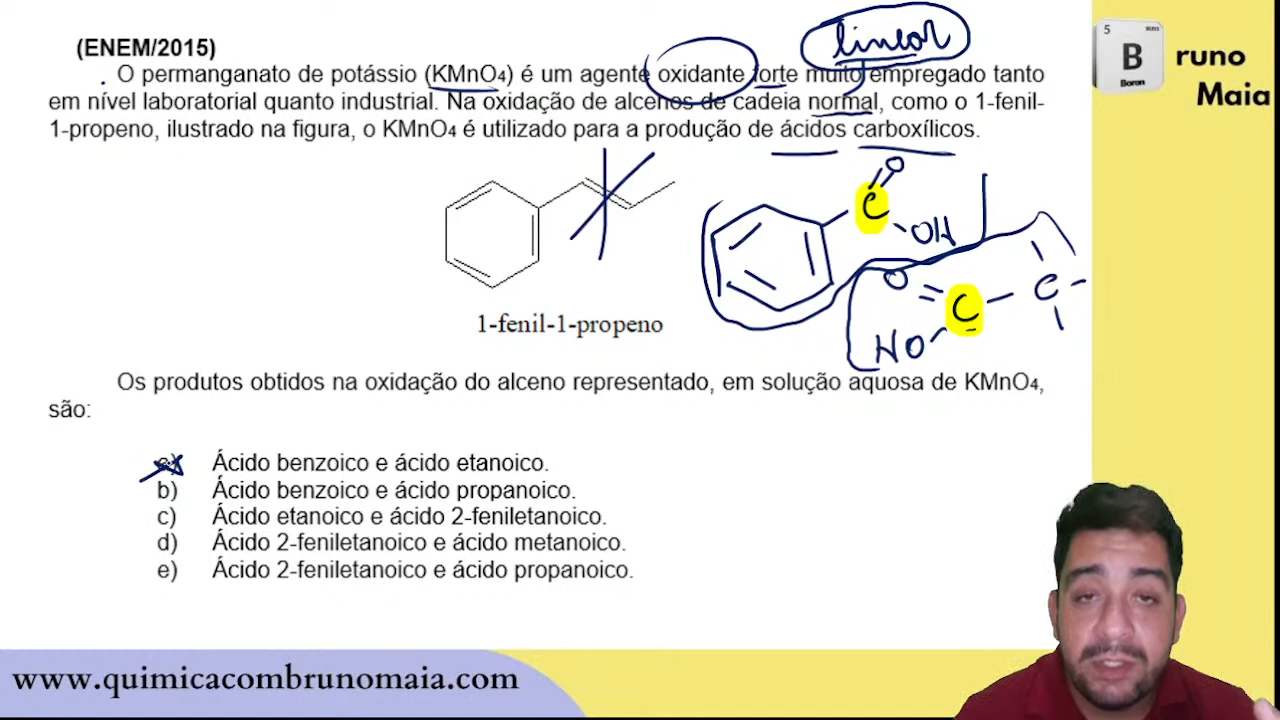 (ENEM/2015)
linear
O permanganato de potássio (KMnO₄) é um agente oxidante forte muito empregado tanto
em nível laboratorial quanto industrial. Na oxidação de alcenos de cadeia normal, como o 1-fenil-
1-propeno, ilustrado na figura, o KMnO₄ é utilizado para a produção de ácidos carboxílicos.
5
B
Boron
runo
Maia
C
O
OH
O
C
C
HO
1-fenil-1-propeno
Os produtos obtidos na oxidação do alceno representado, em solução aquosa de KMnO₄,
são:
a) Ácido benzoico e ácido etanoico.
b) Ácido benzoico e ácido propanoico.
c) Ácido etanoico e ácido 2-feniletanoico.
d) Ácido 2-feniletanoico e ácido metanoico.
e) Ácido 2-feniletanoico e ácido propanoico.
www.quimicacombrunomaia.com